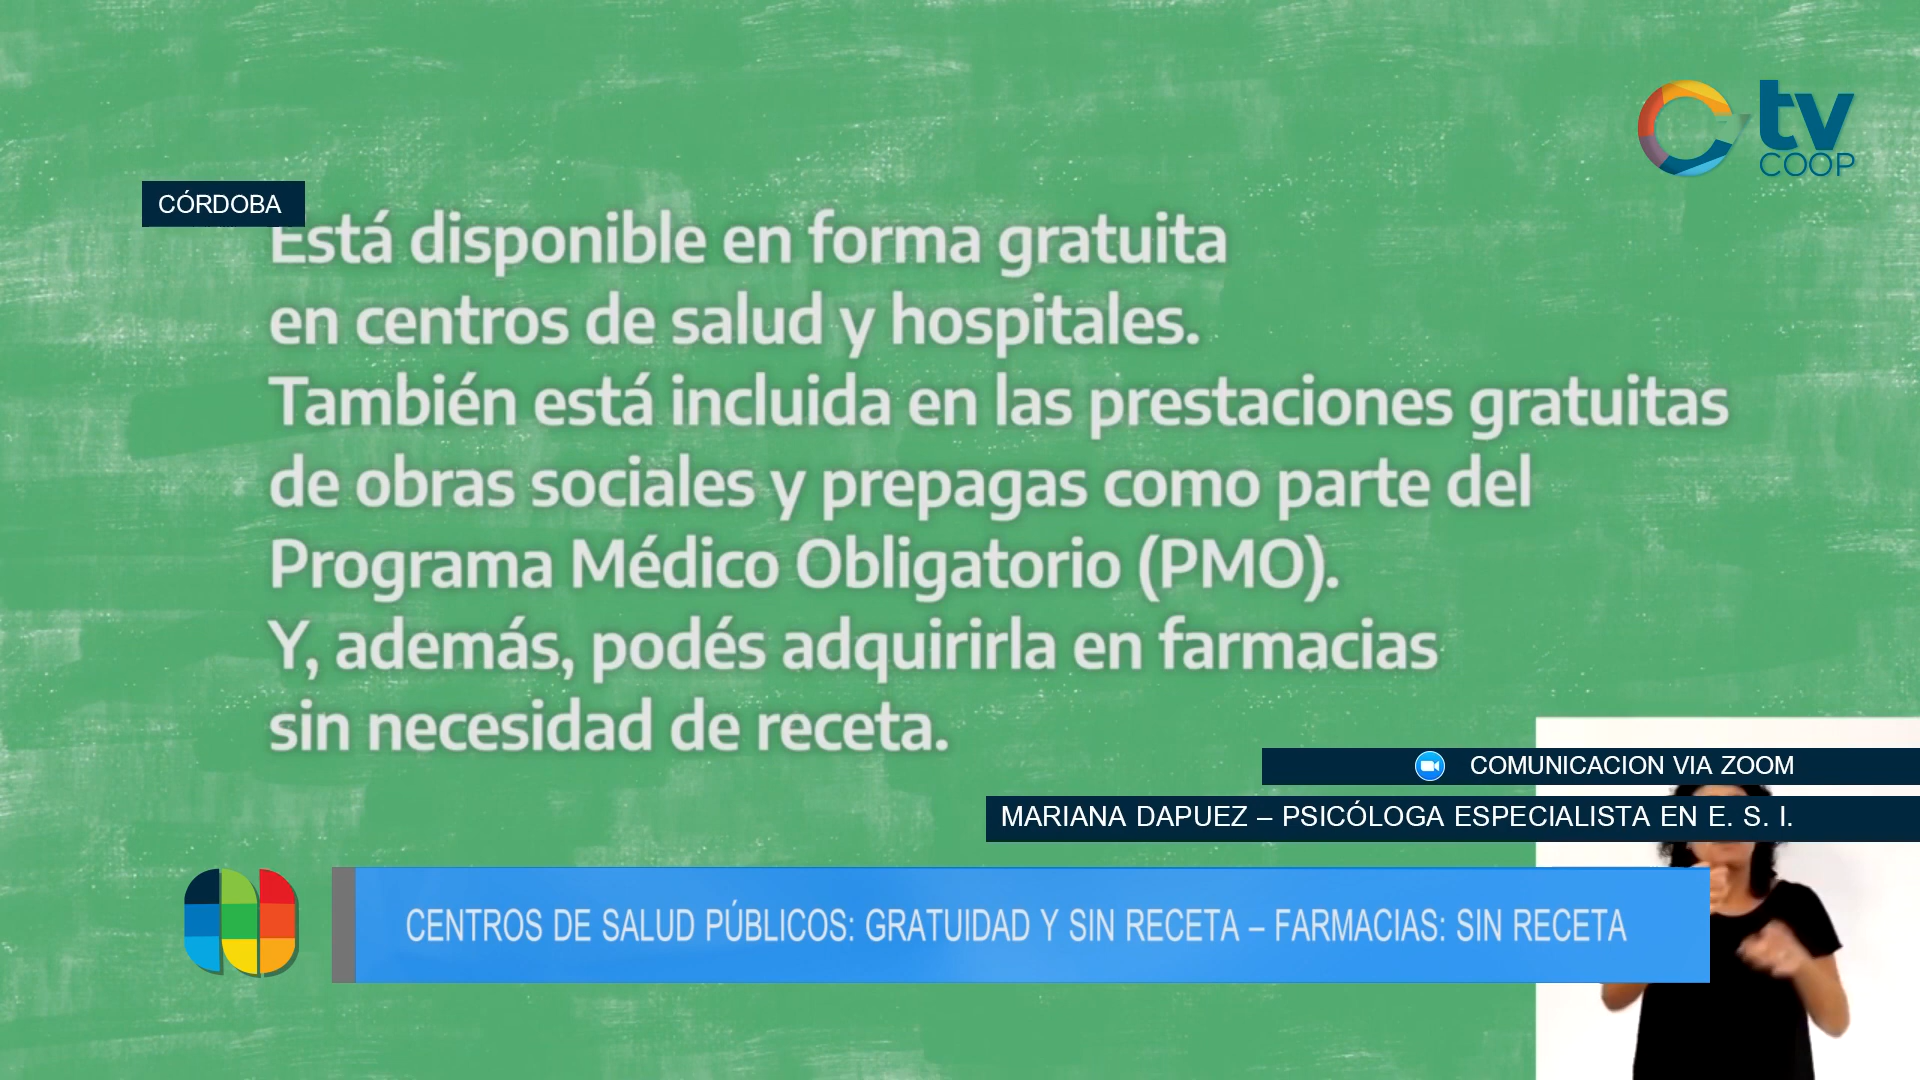 tv
COOP
CÓRDOBA
Está disponible en forma gratuita
en centros de salud y hospitales.
También está incluida en las prestaciones gratuitas
de obras sociales y prepagas como parte del
Programa Médico Obligatorio (PMO).
Y, además, podés adquirirla en farmacias
sin necesidad de receta.
COMUNICACION VIA ZOOM
MARIANA DAPUEZ – PSICÓLOGA ESPECIALISTA EN E. S. I.
CENTROS DE SALUD PÚBLICOS: GRATUIDAD Y SIN RECETA – FARMACIAS: SIN RECETA